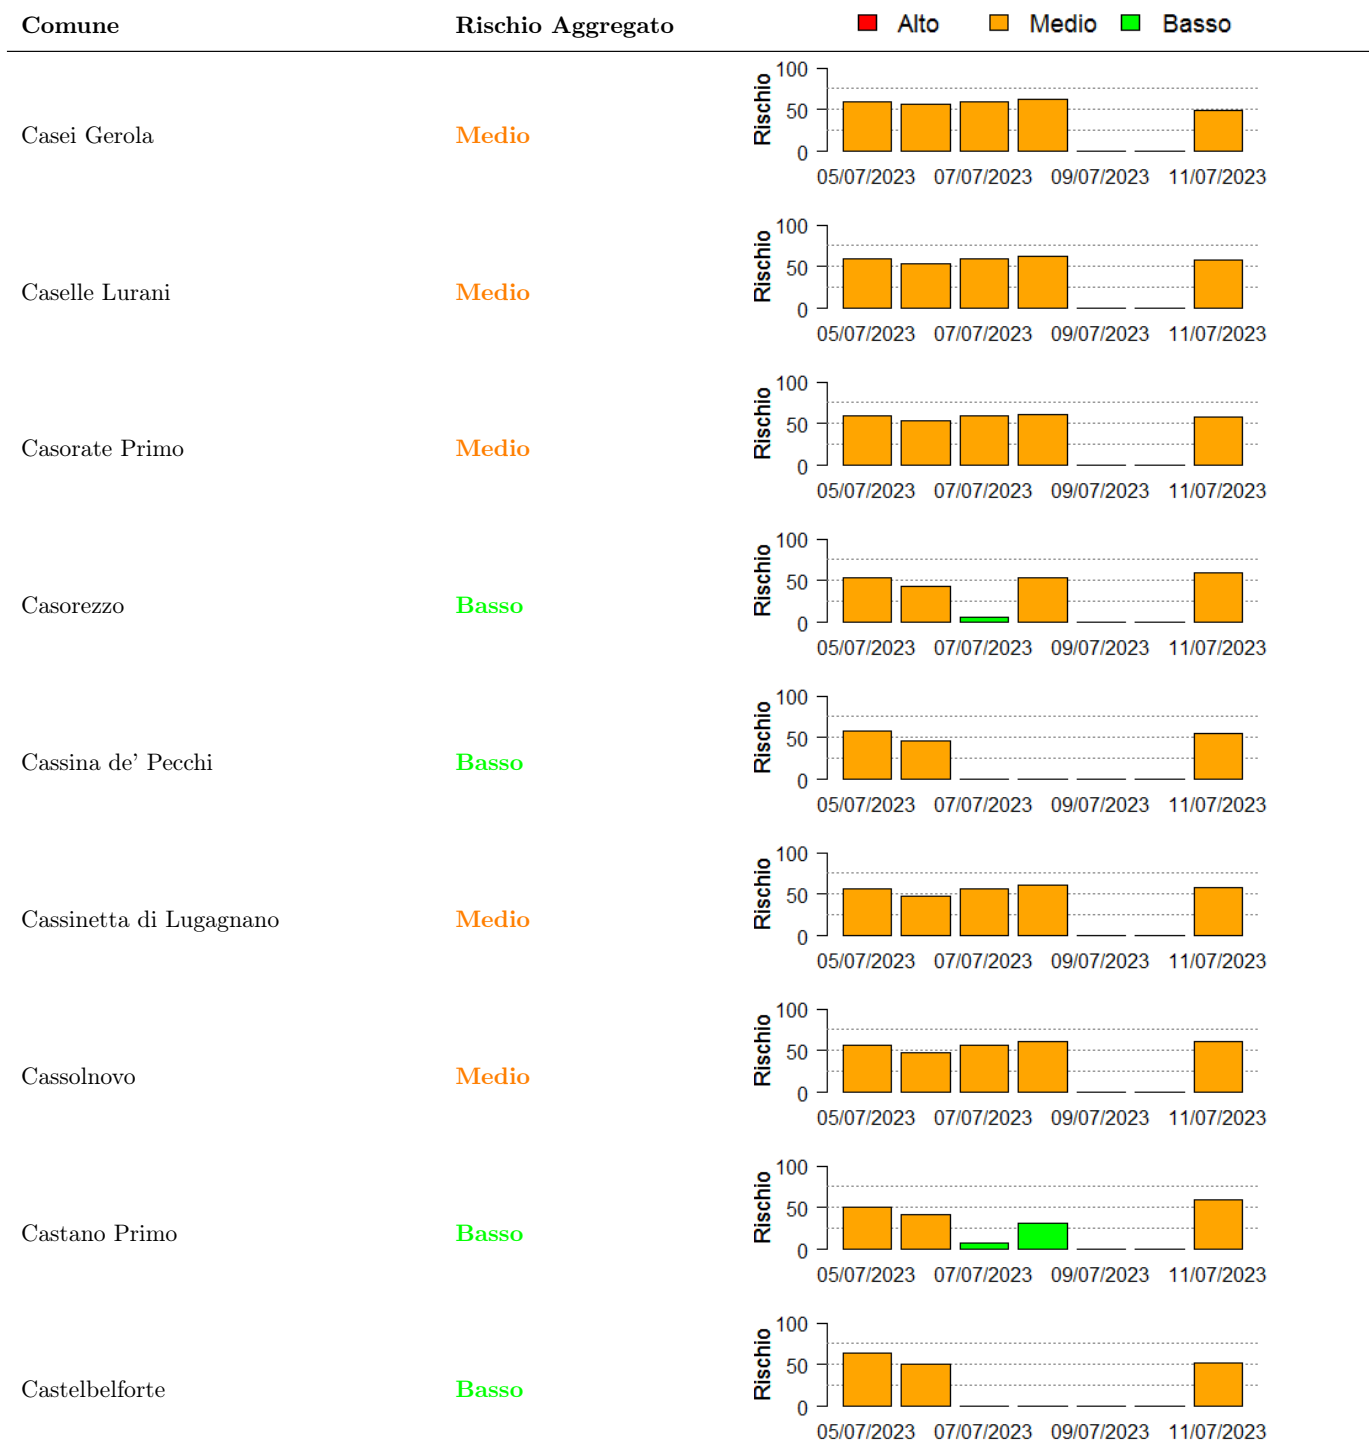 Comune Rischio Aggregato Alto Medio Basso
Casei Gerola Medio
Rischio
100
50
0
05/07/2023 07/07/2023 09/07/2023 11/07/2023
Caselle Lurani Medio
Rischio
100
50
0
05/07/2023 07/07/2023 09/07/2023 11/07/2023
Casorate Primo Medio
Rischio
100
50
0
05/07/2023 07/07/2023 09/07/2023 11/07/2023
Casorezzo Basso
Rischio
100
50
0
05/07/2023 07/07/2023 09/07/2023 11/07/2023
Cassina de' Pecchi Basso
Rischio
100
50
0
05/07/2023 07/07/2023 09/07/2023 11/07/2023
Cassinetta di Lugagnano Medio
Rischio
100
50
0
05/07/2023 07/07/2023 09/07/2023 11/07/2023
Cassolnovo Medio
Rischio
100
50
0
05/07/2023 07/07/2023 09/07/2023 11/07/2023
Castano Primo Basso
Rischio
100
50
0
05/07/2023 07/07/2023 09/07/2023 11/07/2023
Castelbelforte Basso
Rischio
100
50
0
05/07/2023 07/07/2023 09/07/2023 11/07/2023